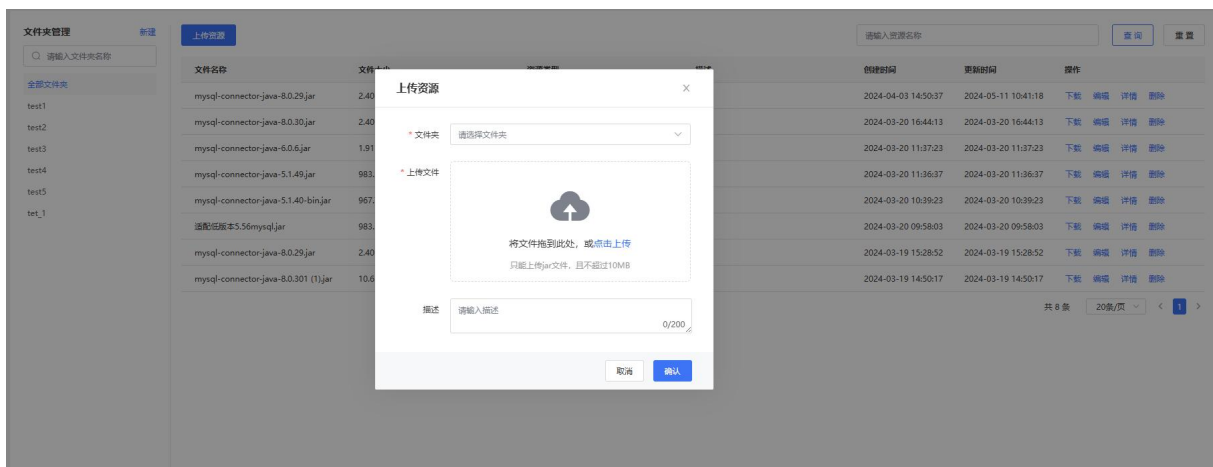 文件夹管理 新建
请输入文件夹名称
全部文件夹
test1
test2
test3
test4
test5
tet_1
上传资源 请输入资源名称 查询 重置
文件名称 创建时间 更新时间 操作
mysql-connector-java-8.0.29.jar 2.40 2024-04-03 14:50:37 2024-05-11 10:41:18 下载 编辑 详情 删除
mysql-connector-java-8.0.30.jar 2.40 2024-03-20 16:44:13 2024-03-20 16:44:13 下载 编辑 详情 删除
mysql-connector-java-6.0.6.jar 1.91 2024-03-20 11:37:23 2024-03-20 11:37:23 下载 编辑 详情 删除
mysql-connector-java-5.1.49.jar 983. 2024-03-20 11:36:37 2024-03-20 11:36:37 下载 编辑 详情 删除
mysql-connector-java-5.1.40-bin.jar 967. 2024-03-20 10:39:23 2024-03-20 10:39:23 下载 编辑 详情 删除
适配低版本5.56mysql.jar 983. 2024-03-20 09:58:03 2024-03-20 09:58:03 下载 编辑 详情 删除
mysql-connector-java-8.0.29.jar 2.40 2024-03-19 15:28:52 2024-03-19 15:28:52 下载 编辑 详情 删除
mysql-connector-java-8.0.301 (1).jar 10.6 2024-03-19 14:50:17 2024-03-19 14:50:17 下载 编辑 详情 删除
共 8 条 20条/页 1
上传资源
* 文件夹 请选择文件夹
* 上传文件
将文件拖到此处，或点击上传
只能上传jar文件，且不超过10MB
描述 请输入描述
0/200
取消 确认